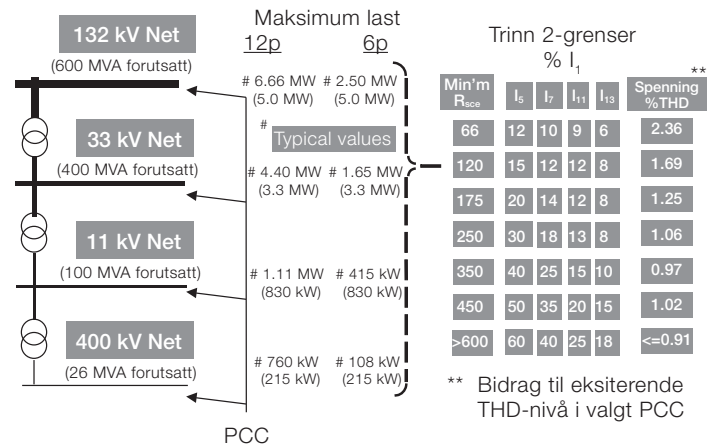 132 kV Net
(600 MVA forutsatt)
33 kV Net
(400 MVA forutsatt)
11 kV Net
(100 MVA forutsatt)
400 kV Net
(26 MVA forutsatt)
Maksimum last
12p 6p
# 6.66 MW # 2.50 MW
(5.0 MW) (5.0 MW)
# Typical values
# 4.40 MW # 1.65 MW
(3.3 MW) (3.3 MW)
# 1.11 MW # 415 kW
(830 kW) (830 kW)
# 760 kW # 108 kW
(215 kW) (215 kW)
PCC
Trinn 2-grenser
% I1
**
Min'm Rsce I5 I7 I11 I13 Spenning %THD
66 12 10 9 6 2.36
120 15 12 12 8 1.69
175 20 14 12 8 1.25
250 30 18 13 8 1.06
350 40 25 15 10 0.97
450 50 35 20 15 1.02
>600 60 40 25 18 <=0.91
** Bidrag til eksiterende
THD-nivå i valgt PCC